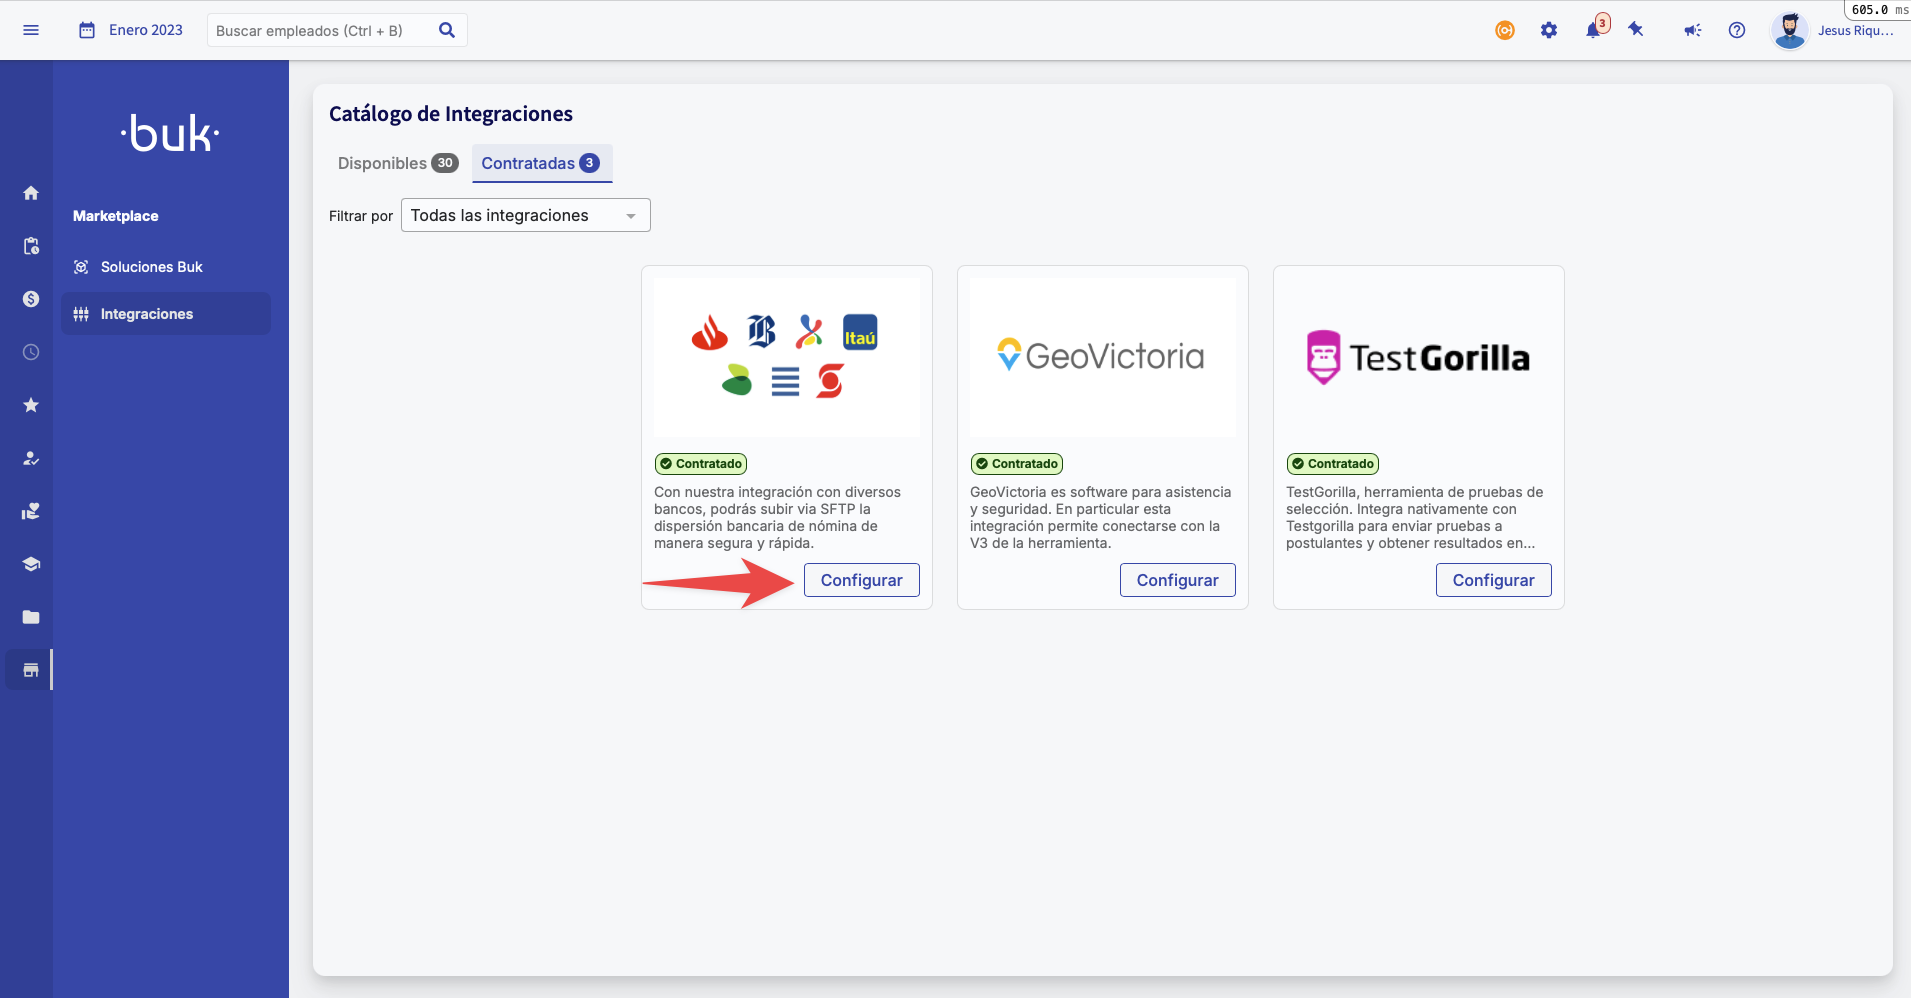 605.0 ms
Enero 2023
Buscar empleados (Ctrl + B)
3
Jesus Riqu...
·buk·
Marketplace
Soluciones Buk
Integraciones
Catálogo de Integraciones
Disponibles 30
Contratadas 3
Filtrar por
Todas las integraciones
B
Itaú
Contratado
Con nuestra integración con diversos
bancos, podrás subir via SFTP la
dispersión bancaria de nómina de
manera segura y rápida.
Configurar
GeoVictoria
Contratado
GeoVictoria es software para asistencia
y seguridad. En particular esta
integración permite conectarse con la
V3 de la herramienta.
Configurar
TestGorilla
Contratado
TestGorilla, herramienta de pruebas de
selección. Integra nativamente con
Testgorilla para enviar pruebas a
postulantes y obtener resultados en...
Configurar